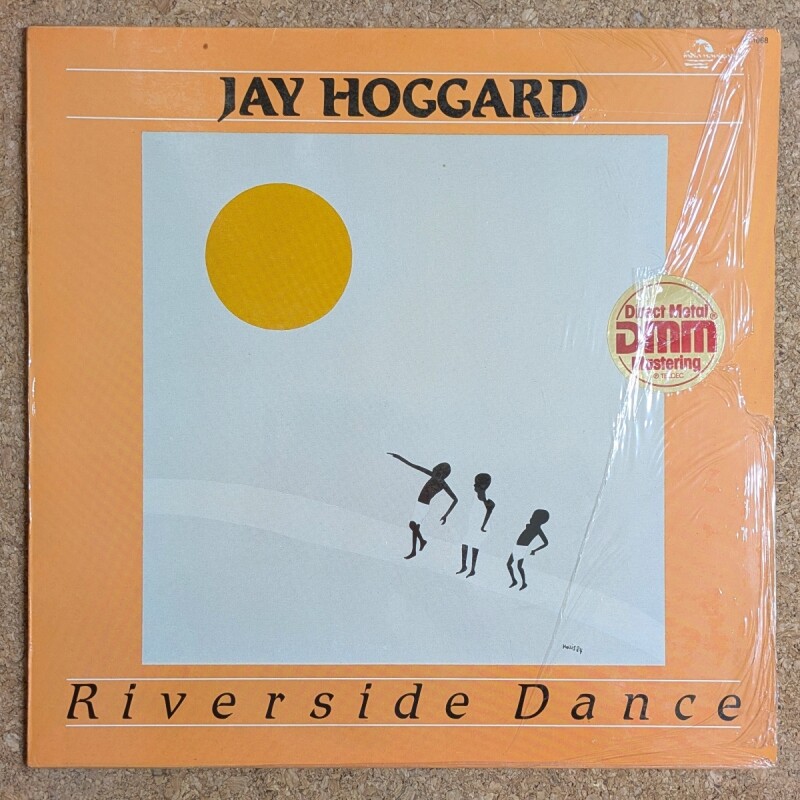 JAY HOGGARD
Direct Metal
DMM
Mastering
Riverside Dance